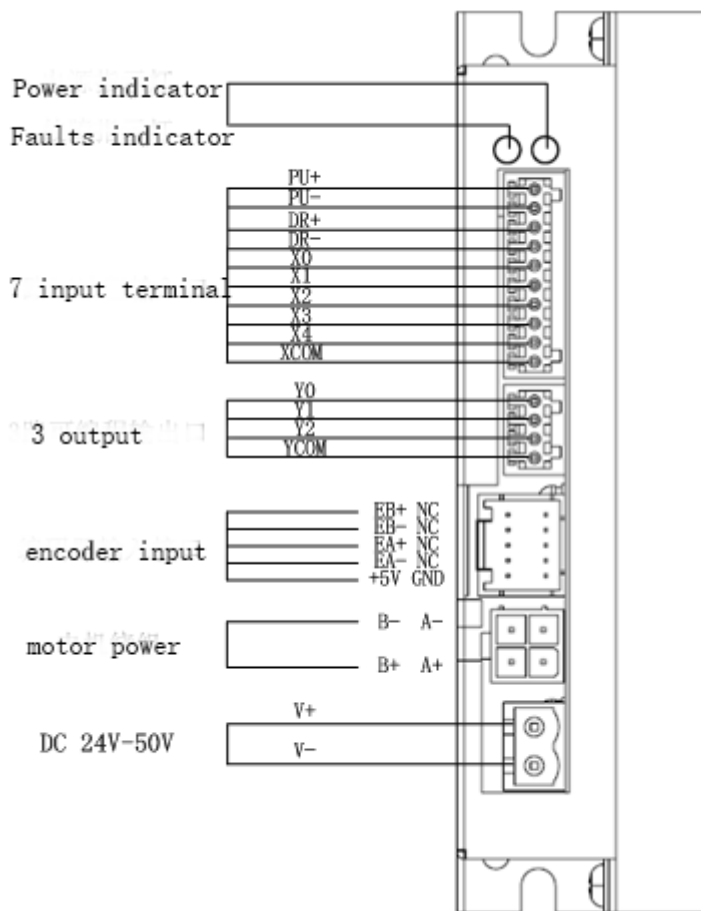 Power indicator
Faults indicator
PU+
PU-
DR+
DR-
X0
X1
7 input terminal
X2
X3
X4
XCOM
Y0
Y1
3 output
Y2
YCOM
EB+ NC
EB- NC
encoder input
EA+ NC
EA- NC
+5V GND
B- A-
motor power
B+ A+
V+
DC 24V-50V
V-